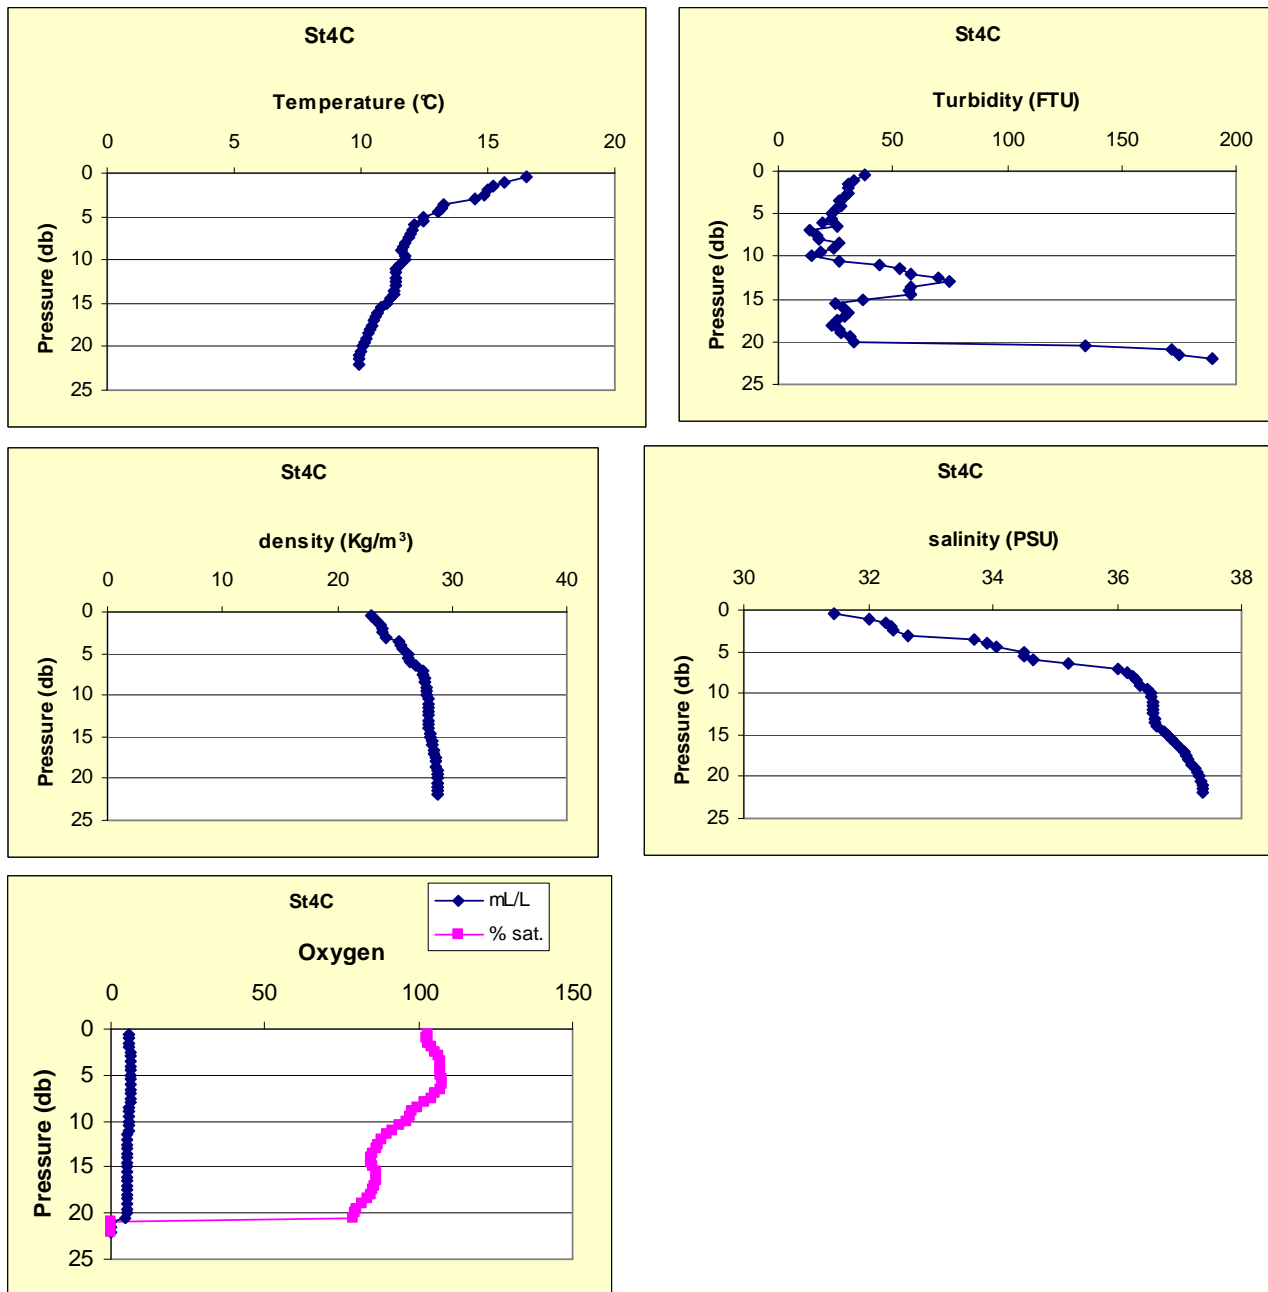 St4C
Temperature (°C)
0 5 10 15 20
0
5
10
15
20
25
Pressure (db)
St4C
Turbidity (FTU)
0 50 100 150 200
0
5
10
15
20
25
Pressure (db)
St4C
density (Kg/m³)
0 10 20 30 40
0
5
10
15
20
25
Pressure (db)
St4C
salinity (PSU)
30 32 34 36 38
0
5
10
15
20
25
Pressure (db)
St4C
mL/L
% sat.
Oxygen
0 50 100 150
0
5
10
15
20
25
Pressure (db)